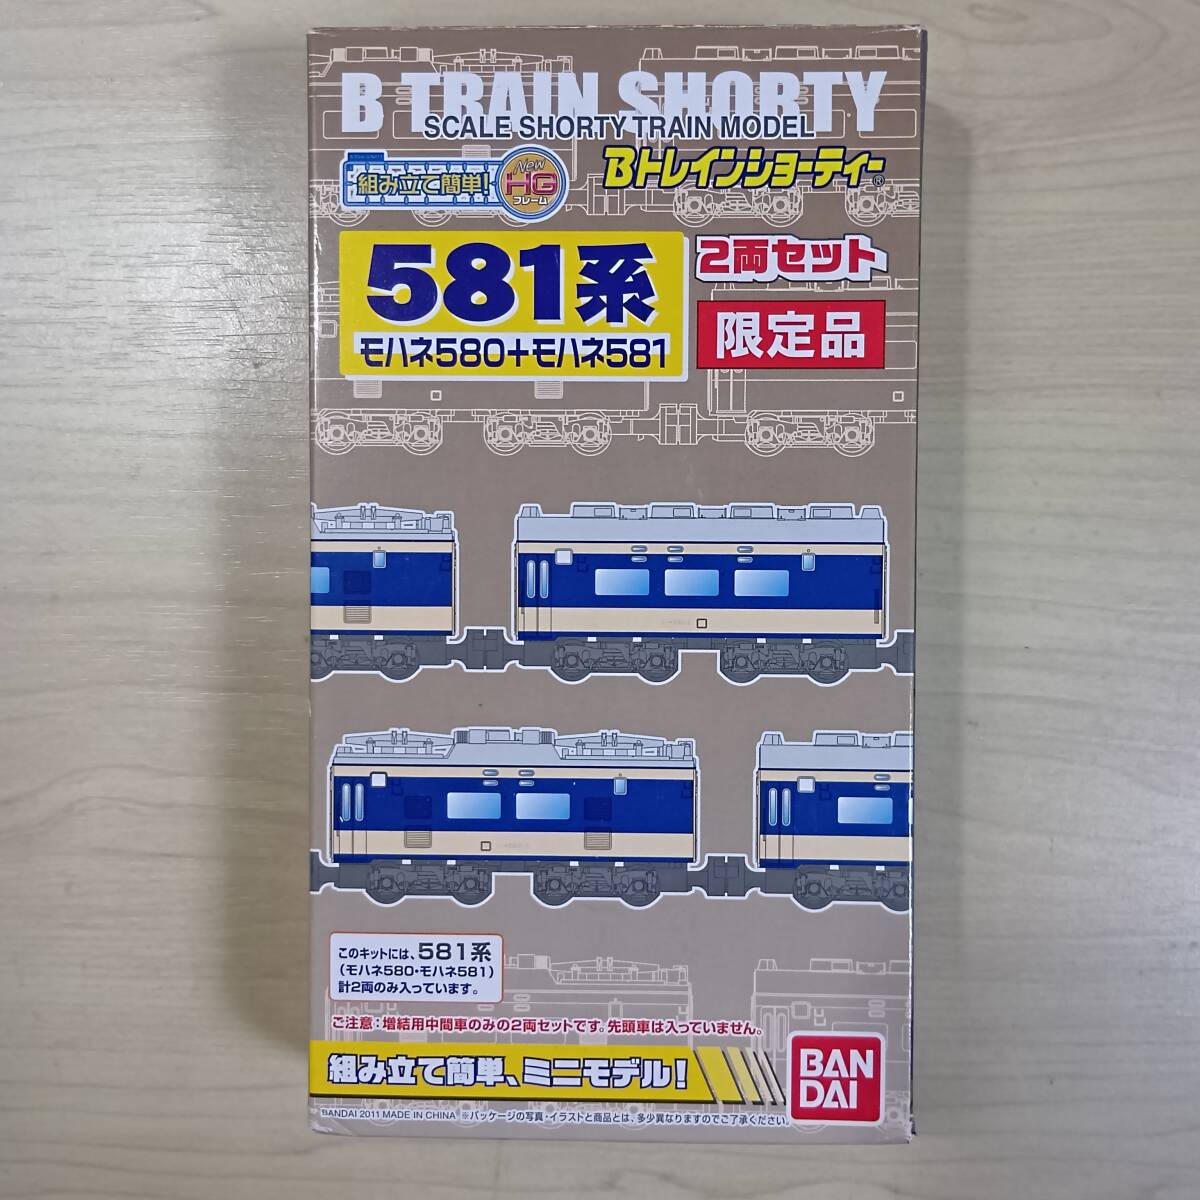 B TRAIN SHORTY
SCALE SHORTY TRAIN MODEL
組み立て簡単!
New
HG
フレーム
Bトレインショーティー®
581系
モハネ580+モハネ581
2両セット
限定品
このキットには、581系
(モハネ580・モハネ581)
計2両のみ入っています。
ご注意:増結用中間車のみの2両セットです。先頭車は入っていません。
組み立て簡単、ミニモデル!
BAN
DAI
BANDAI 2011 MADE IN CHINA ※パッケージの写真・イラストと商品とは、多少異なりますのでご了承ください。